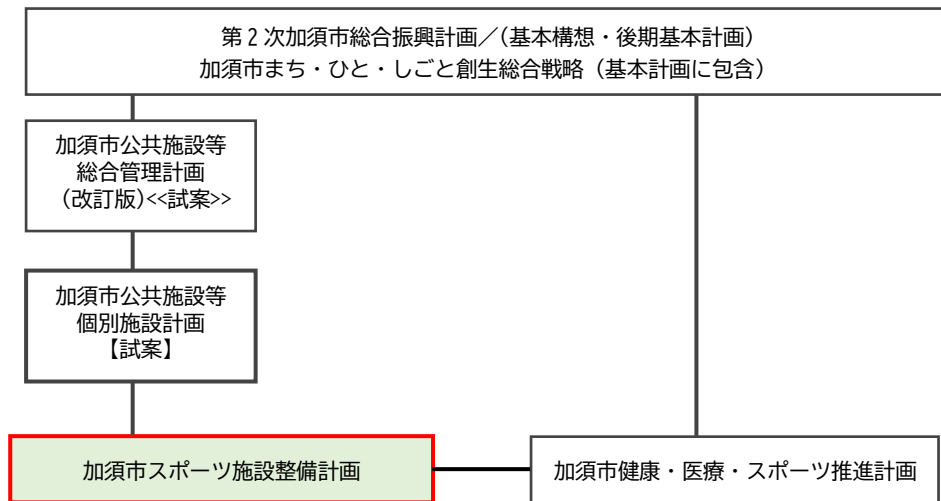 第2次加須市総合振興計画／(基本構想・後期基本計画)
加須市まち・ひと・しごと創生総合戦略（基本計画に包含）
加須市公共施設等
総合管理計画
(改訂版)<<試案>>
加須市公共施設等
個別施設計画
【試案】
加須市スポーツ施設整備計画
加須市健康・医療・スポーツ推進計画